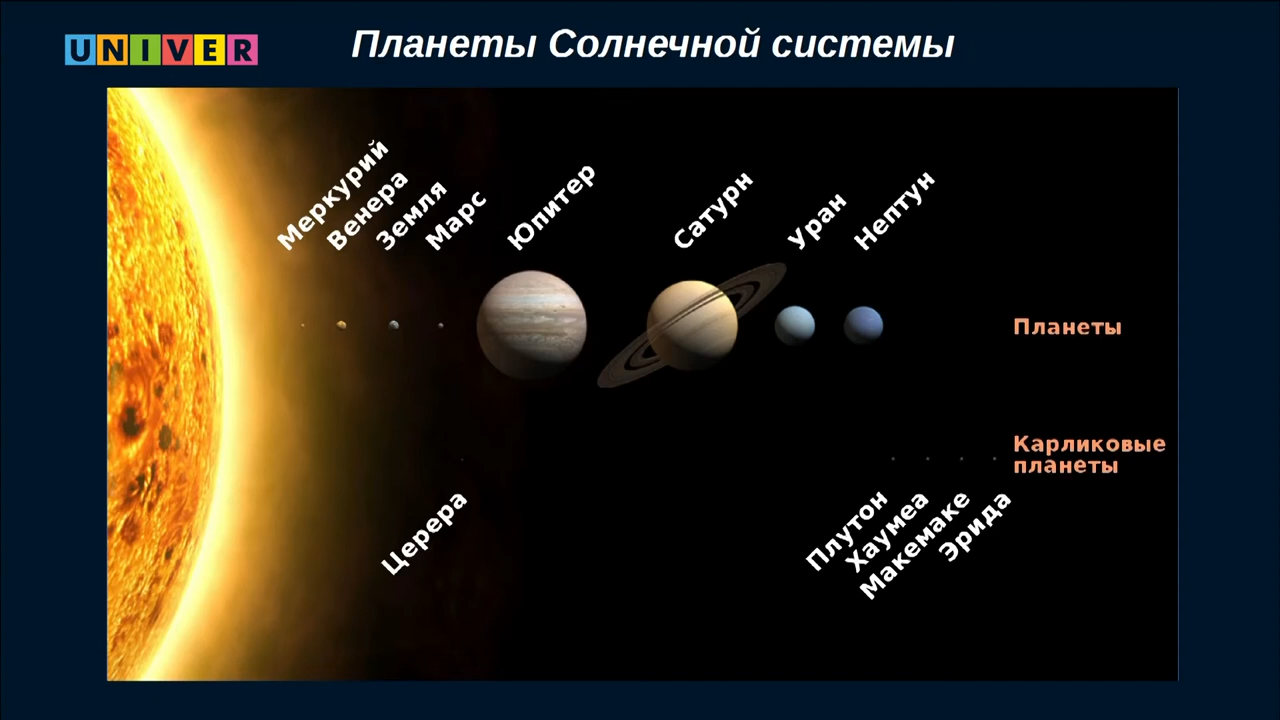 UNIVER
Планеты Солнечной системы
Меркурий
Венера
Земля
Марс
Юпитер
Сатурн
Уран
Нептун
Планеты
Карликовые
планеты
Церера
Плутон
Хаумеа
Макемаке
Эрида